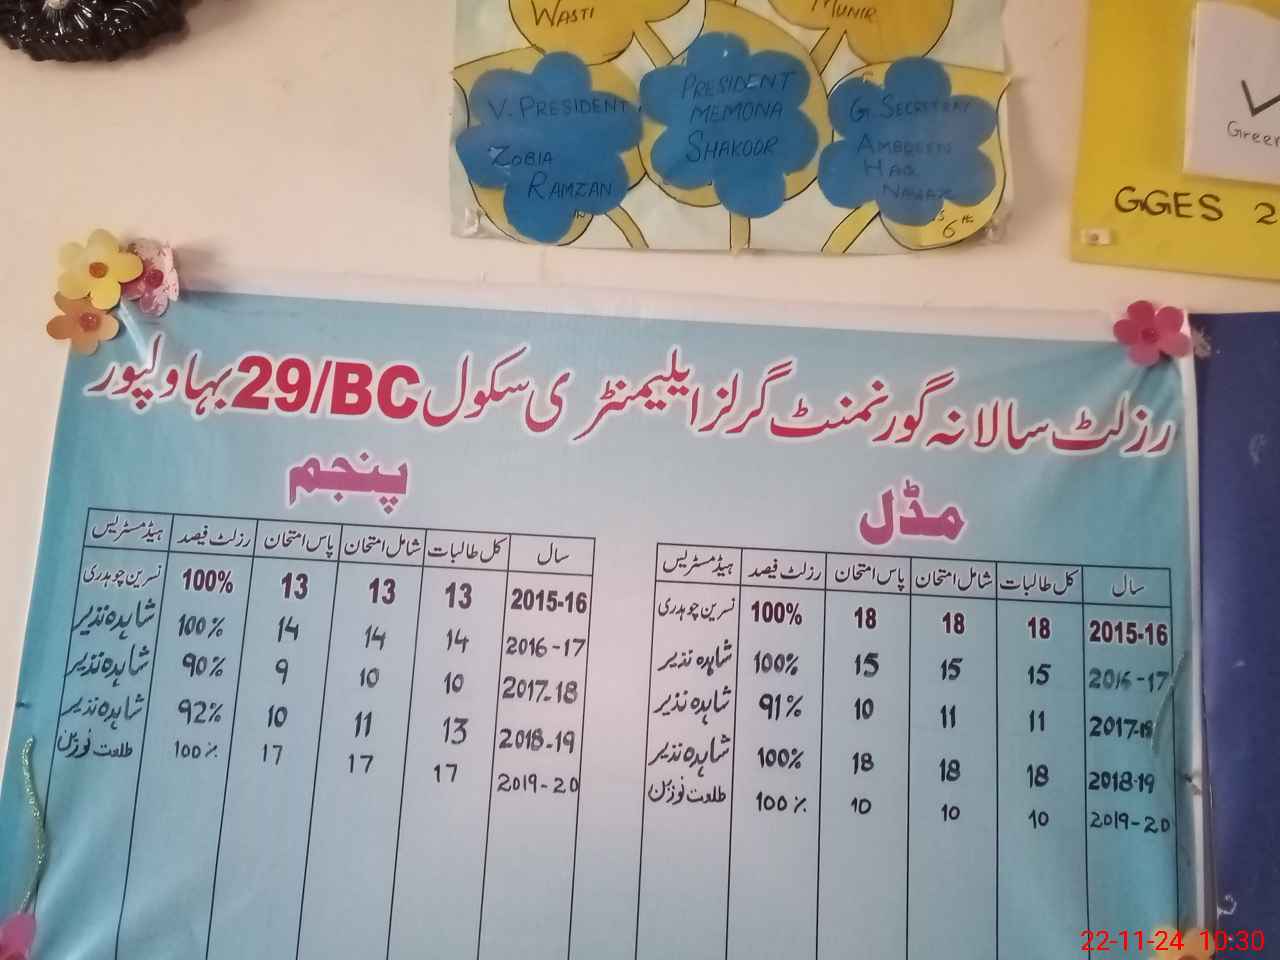 WASTI
MUNIR
V. PRESIDENT
ZOBIA
RAMZAN
PRESIDENT
MEMONA
SHAKOOR
G. SECRETRAY
AMBREEN
HAQ
NAWAZ
6th
Green
GGES 2
رزلٹ سالانہ گورنمنٹ گرلز ایلیمنٹری سکول 29/BC بہاولپور
مڈل
سال کل طالبات شامل امتحان پاس امتحان رزلٹ فیصد ہیڈمسٹریس
2015-16 18 18 18 100% نسرین چوہدری
2016-17 15 15 15 100% شاہدہ نذیر
2017-18 11 11 10 91% شاہدہ نذیر
2018-19 18 18 18 100% شاہدہ نذیر
2019-20 10 10 10 100% طلعت فوزین
پنجم
سال کل طالبات شامل امتحان پاس امتحان رزلٹ فیصد ہیڈمسٹریس
2015-16 13 13 13 100% نسرین چوہدری
2016-17 14 14 14 100% شاہدہ نذیر
2017-18 10 10 9 90% شاہدہ نذیر
2018-19 13 11 10 92% شاہدہ نذیر
2019-20 17 17 17 100% طلعت فوزین
22-11-24 10:30